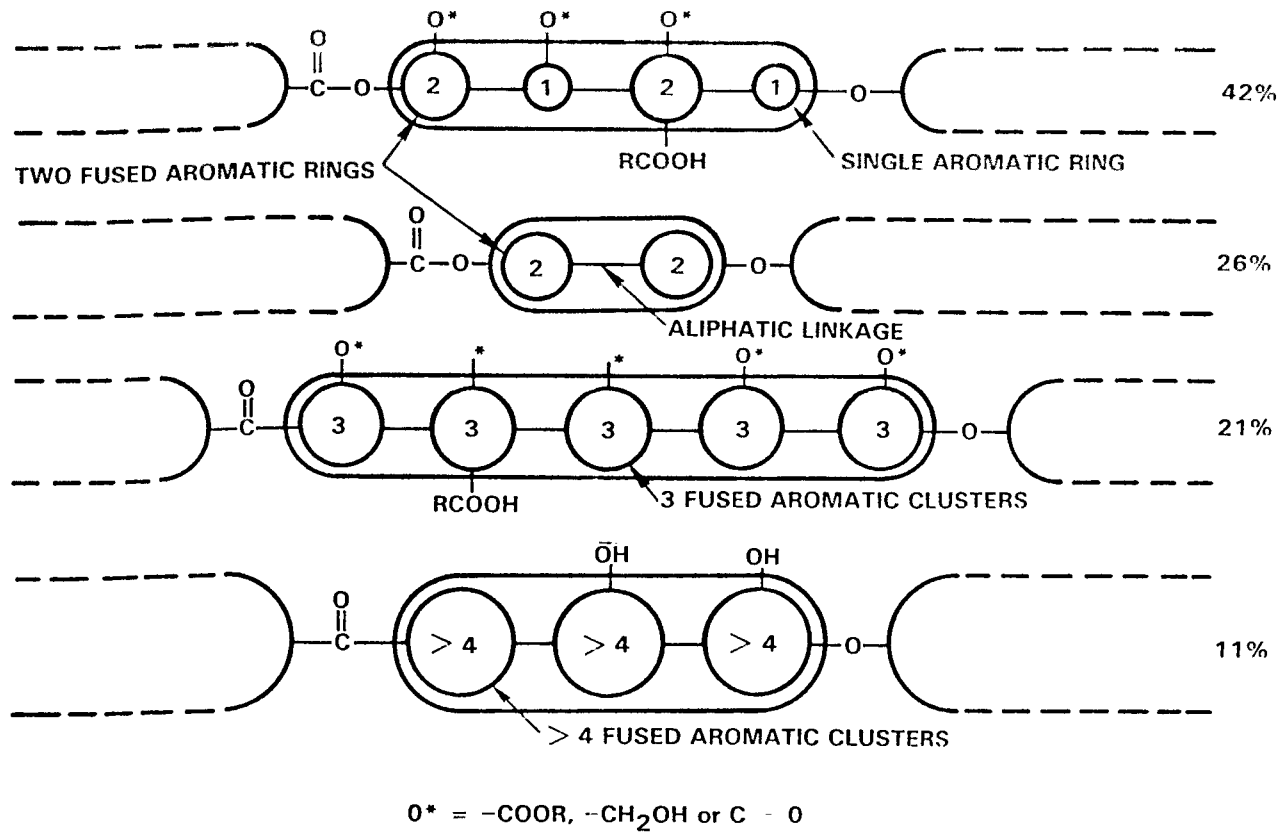 O* O* O*
O
C O 2 1 2 1 O 42%
RCOOH
TWO FUSED AROMATIC RINGS
SINGLE AROMATIC RING
O
C O 2 2 O 26%
ALIPHATIC LINKAGE
O* * * O* O*
O
C 3 3 3 3 3 O 21%
RCOOH
3 FUSED AROMATIC CLUSTERS
OH OH
O
C > 4 > 4 > 4 O 11%
> 4 FUSED AROMATIC CLUSTERS
O* = -COOR, -CH2OH or C - O